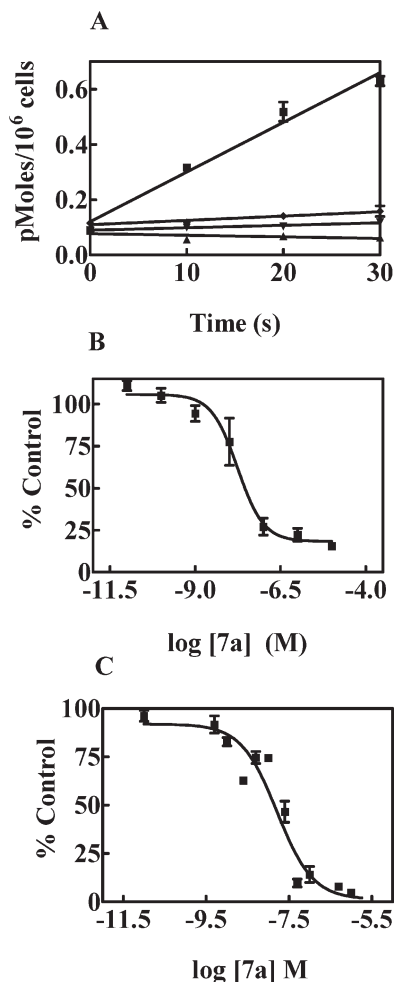 A
pMoles/10⁶ cells
0.6
0.4
0.2
0.0
0 10 20 30
Time (s)
B
% Control
100
75
50
25
0
-11.5 -9.0 -6.5 -4.0
log [7a] (M)
C
% Control
100
75
50
25
0
-11.5 -9.5 -7.5 -5.5
log [7a] M